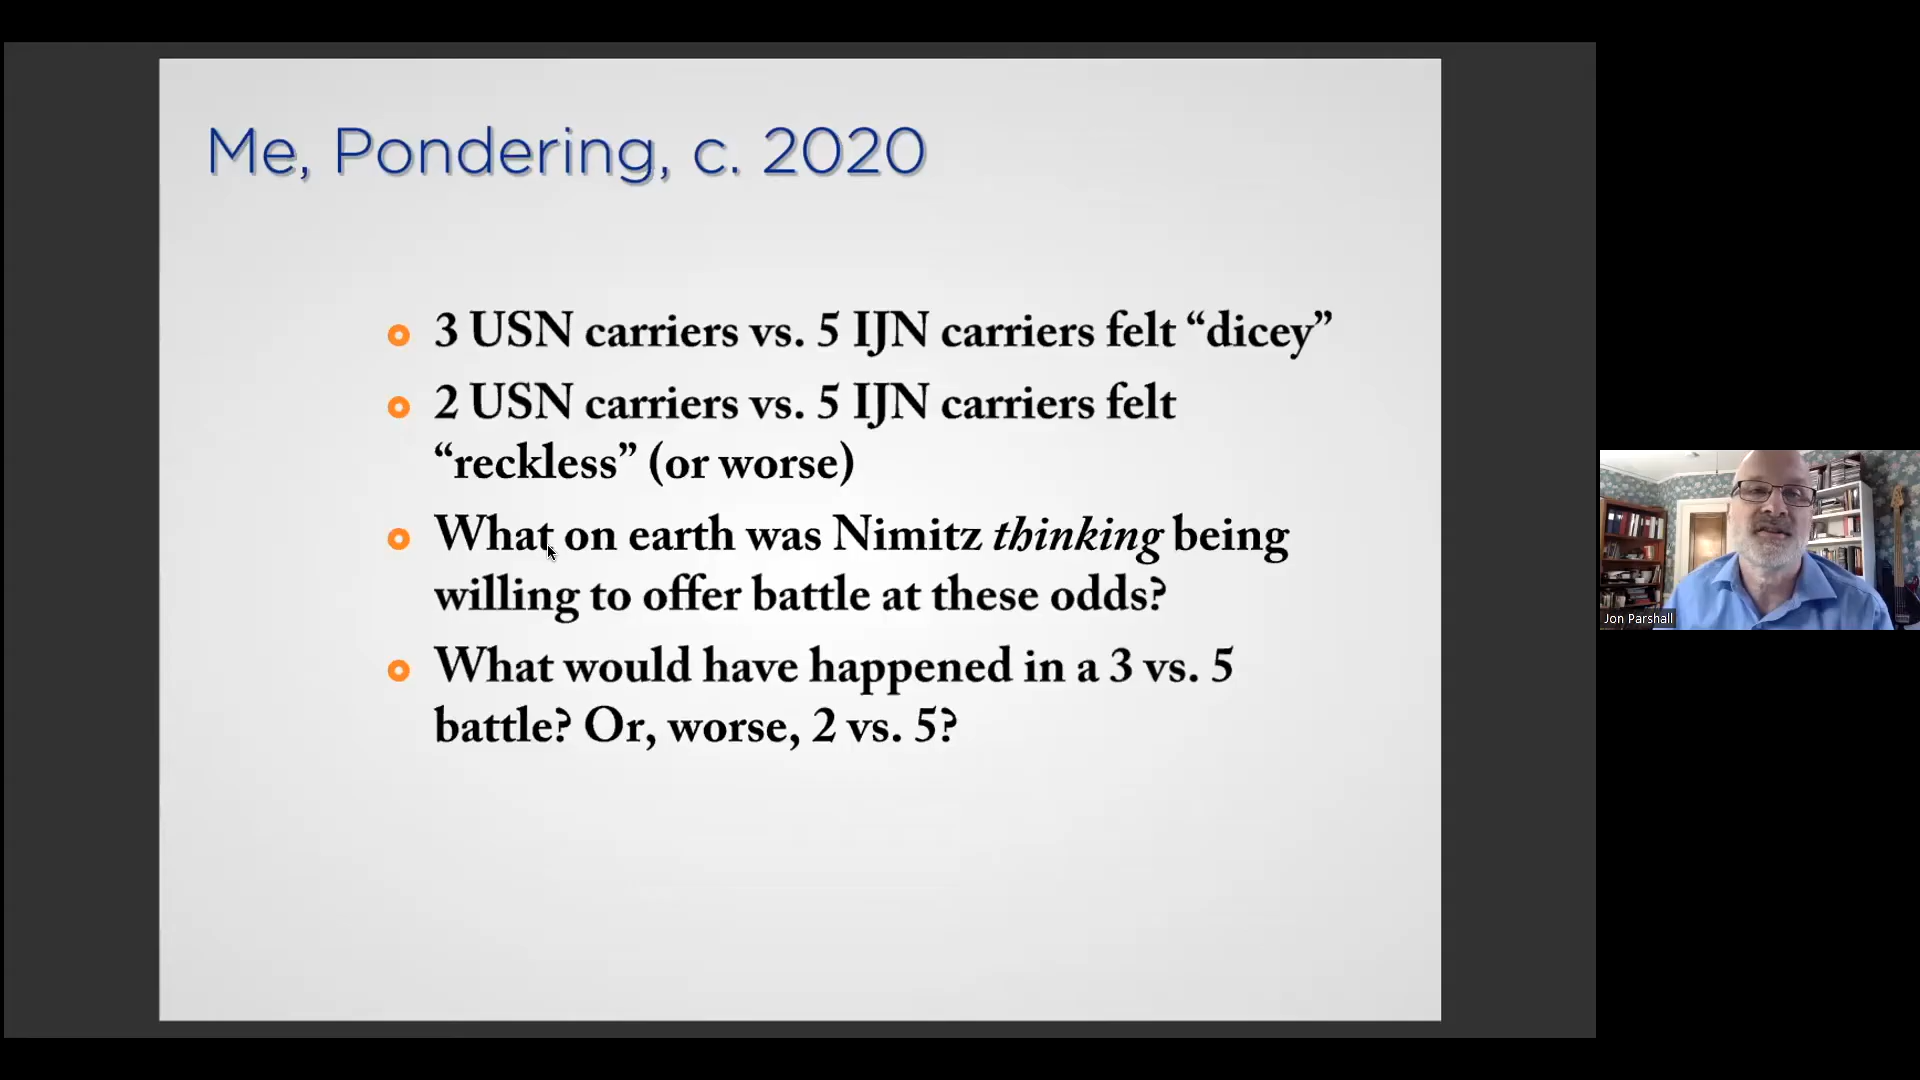 Me, Pondering, c. 2020
3 USN carriers vs. 5 IJN carriers felt “dicey”
2 USN carriers vs. 5 IJN carriers felt
“reckless” (or worse)
What on earth was Nimitz thinking being
willing to offer battle at these odds?
What would have happened in a 3 vs. 5
battle? Or, worse, 2 vs. 5?
Jon Parshall